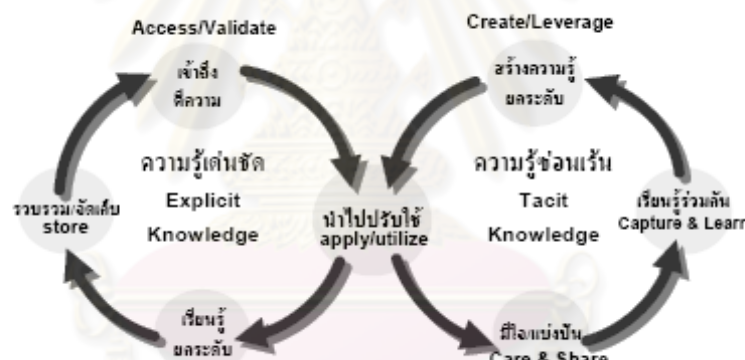 Access/Validate
เข้าถึง
ตีความ
ความรู้เด่นชัด
Explicit
Knowledge
รวบรวม/จัดเก็บ
store
เรียนรู้
ยกระดับ
นำไปปรับใช้
apply/utilize
Create/Leverage
สร้างความรู้
ยกระดับ
ความรู้ซ่อนเร้น
Tacit
Knowledge
เรียนรู้ร่วมกัน
Capture & Learn
มีใจ/แบ่งปัน
Care & Share